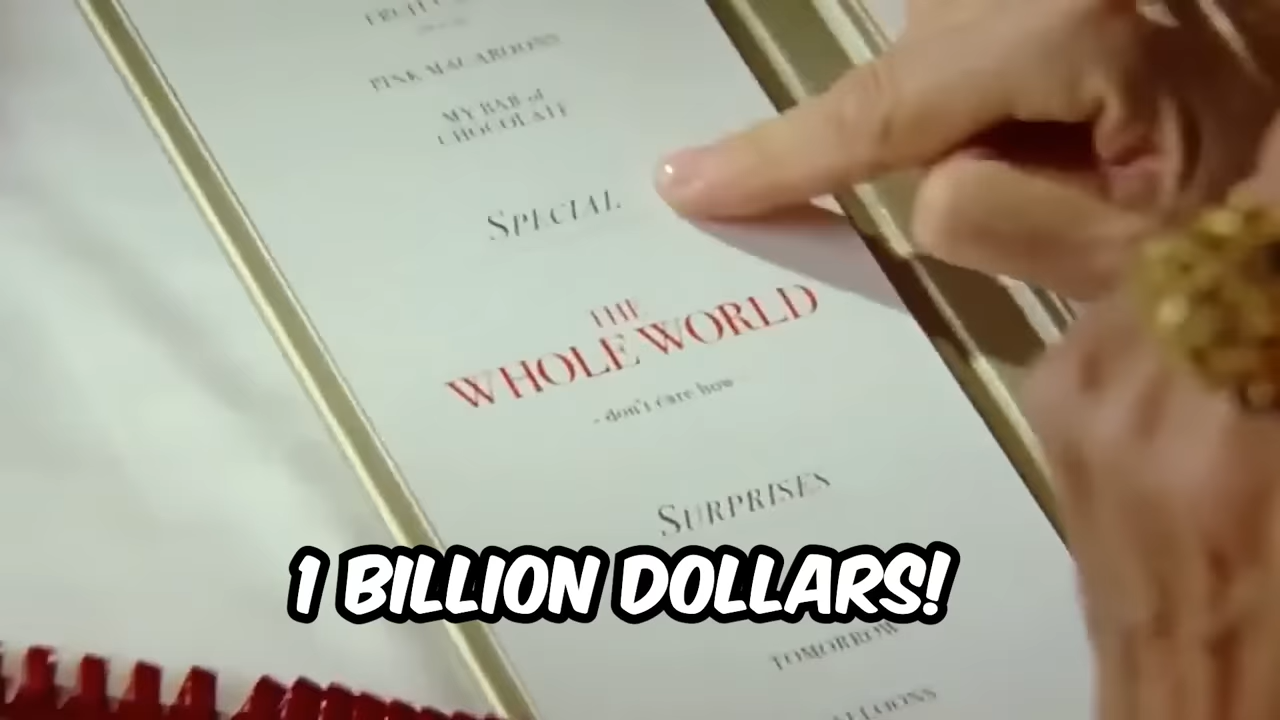 PINK MACAROONS
MY BAR of
CHOCOLATE
SPECIAL
THE
WHOLE WORLD
- don't care how -
SURPRISES
1 BILLION DOLLARS!
TOMORROW